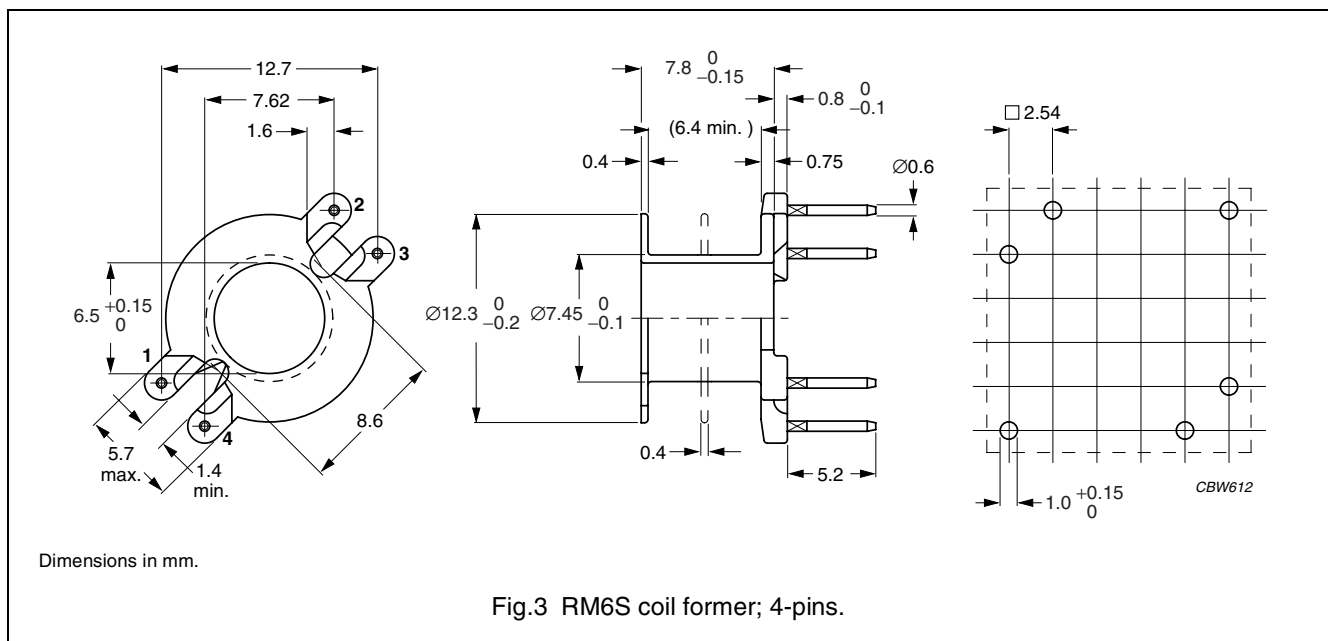 12.7
7.62
1.6
2
3
6.5 +0.15 0
1
4
8.6
5.7 max.
1.4 min.
7.8 0 −0.15
0.8 0 −0.1
(6.4 min. )
0.4
0.75
∅0.6
∅12.3 0 −0.2
∅7.45 0 −0.1
0.4
5.2
□ 2.54
1.0 +0.15 0
CBW612
Dimensions in mm.
Fig.3 RM6S coil former; 4-pins.